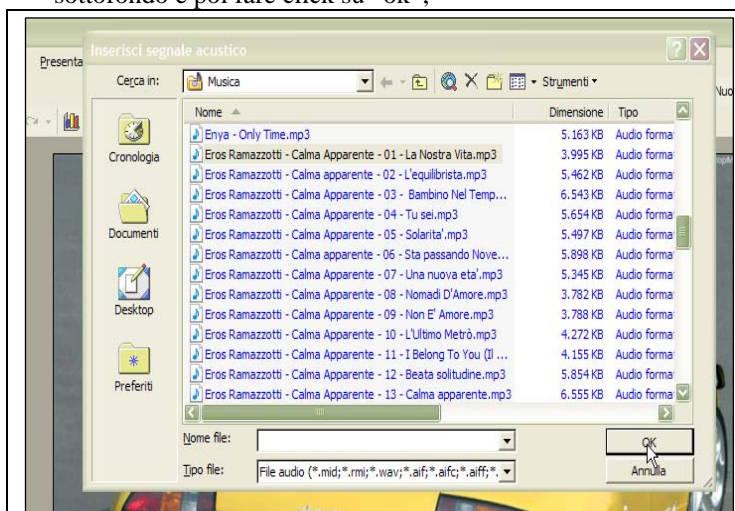 sottofondo e poi fare click su "ok";
Inserisci segnale acustico
Presenta
Cerca in:
Musica
Strumenti
Nuo
Nome
Dimensione
Tipo
Enya - Only Time.mp3 5.163 KB Audio forma
Eros Ramazzotti - Calma Apparente - 01 - La Nostra Vita.mp3 3.995 KB Audio forma
Eros Ramazzotti - Calma apparente - 02 - L'equilibrista.mp3 5.462 KB Audio forma
Eros Ramazzotti - Calma Apparente - 03 - Bambino Nel Temp... 6.543 KB Audio forma
Eros Ramazzotti - Calma Apparente - 04 - Tu sei.mp3 5.654 KB Audio forma
Eros Ramazzotti - Calma Apparente - 05 - Solarita'.mp3 5.497 KB Audio forma
Eros Ramazzotti - Calma apparente - 06 - Sta passando Nove... 5.898 KB Audio forma
Eros Ramazzotti - Calma Apparente - 07 - Una nuova eta'.mp3 5.345 KB Audio forma
Eros Ramazzotti - Calma Apparente - 08 - Nomadi D'Amore.mp3 3.782 KB Audio forma
Eros Ramazzotti - Calma Apparente - 09 - Non E' Amore.mp3 3.788 KB Audio forma
Eros Ramazzotti - Calma Apparente - 10 - L'Ultimo Metrò.mp3 4.272 KB Audio forma
Eros Ramazzotti - Calma Apparente - 11 - I Belong To You (Il ... 4.155 KB Audio forma
Eros Ramazzotti - Calma Apparente - 12 - Beata solitudine.mp3 5.854 KB Audio forma
Eros Ramazzotti - Calma Apparente - 13 - Calma apparente.mp3 6.555 KB Audio forma
Cronologia
Documenti
Desktop
Preferiti
Nome file:
OK
Tipo file:
File audio (*.mid;*.rmi;*.wav;*.aif;*.aifc;*.aiff;*.
Annulla